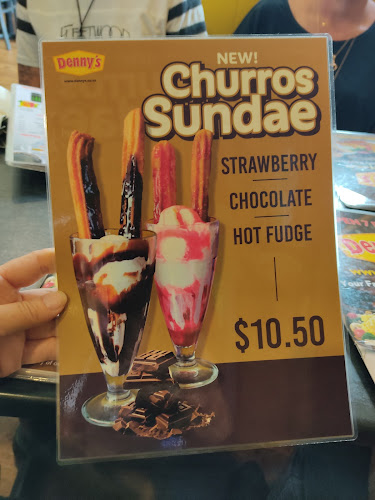 Denny's
NEW!
Churros
Sundae
STRAWBERRY
CHOCOLATE
HOT FUDGE
$10.50